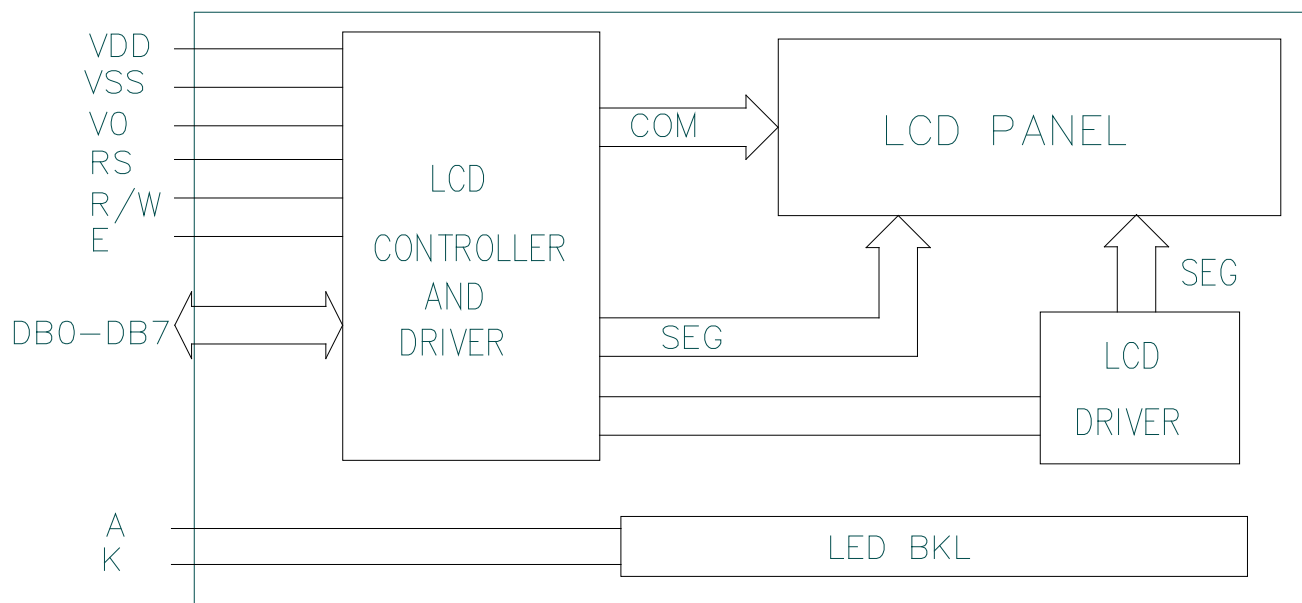 VDD
VSS
V0
RS
R/W
E
DB0-DB7
LCD
CONTROLLER
AND
DRIVER
COM
LCD PANEL
SEG
SEG
LCD
DRIVER
A
K
LED BKL